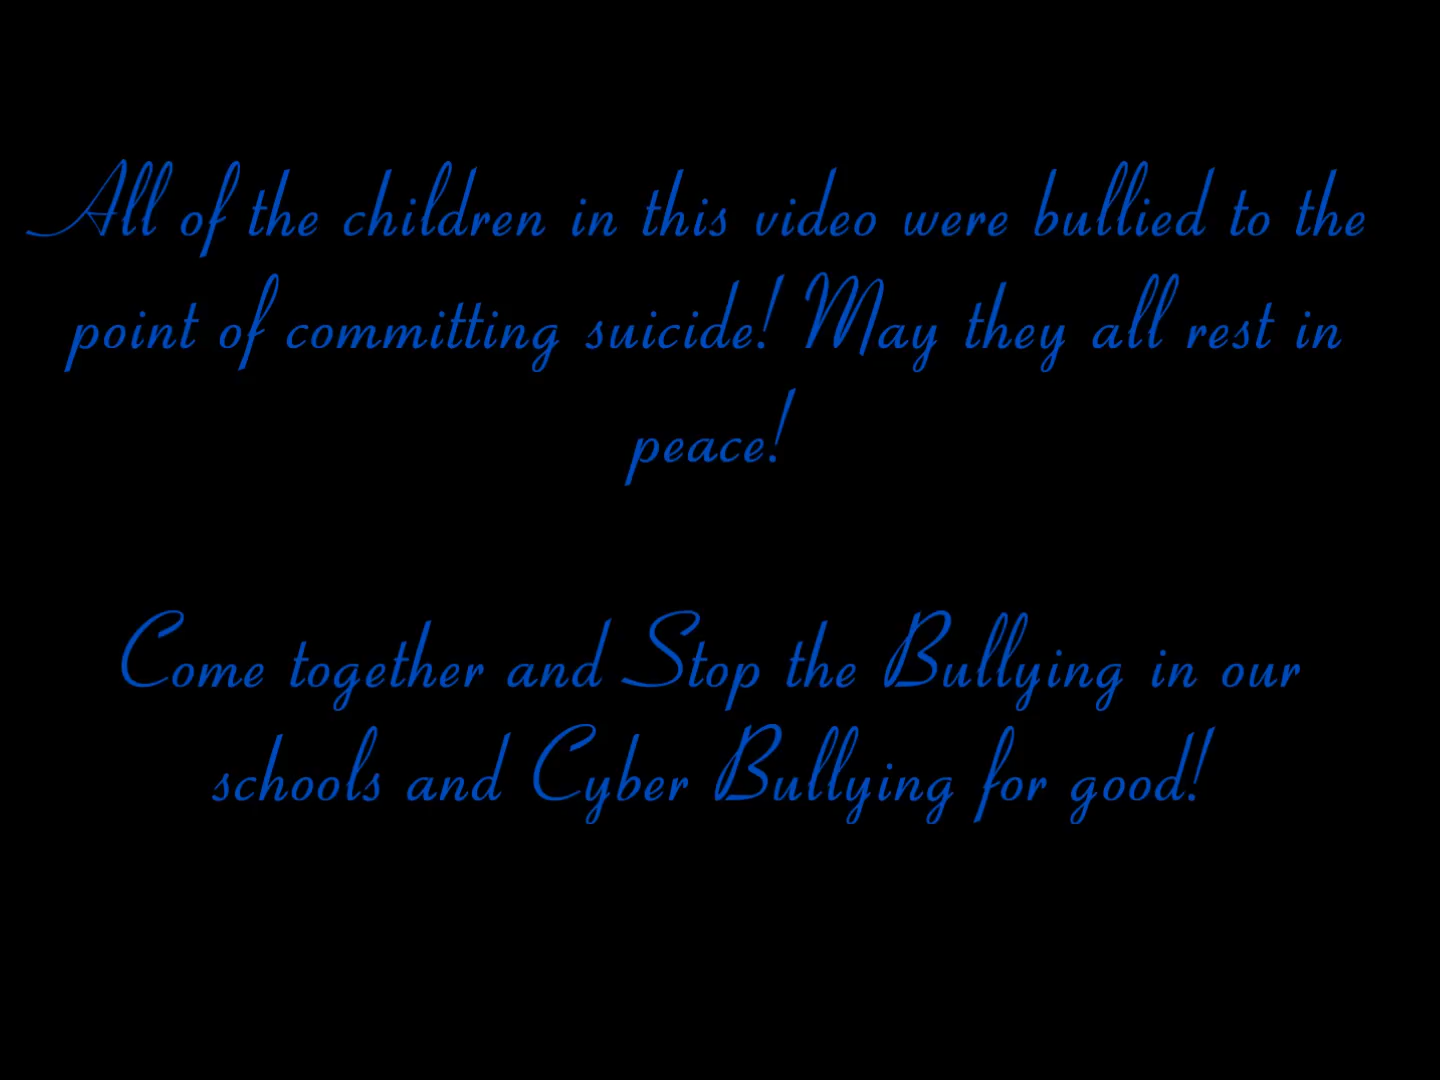 All of the children in this video were bullied to the
point of committing suicide! May they all rest in
peace!
Come together and Stop the Bullying in our
schools and Cyber Bullying for good!